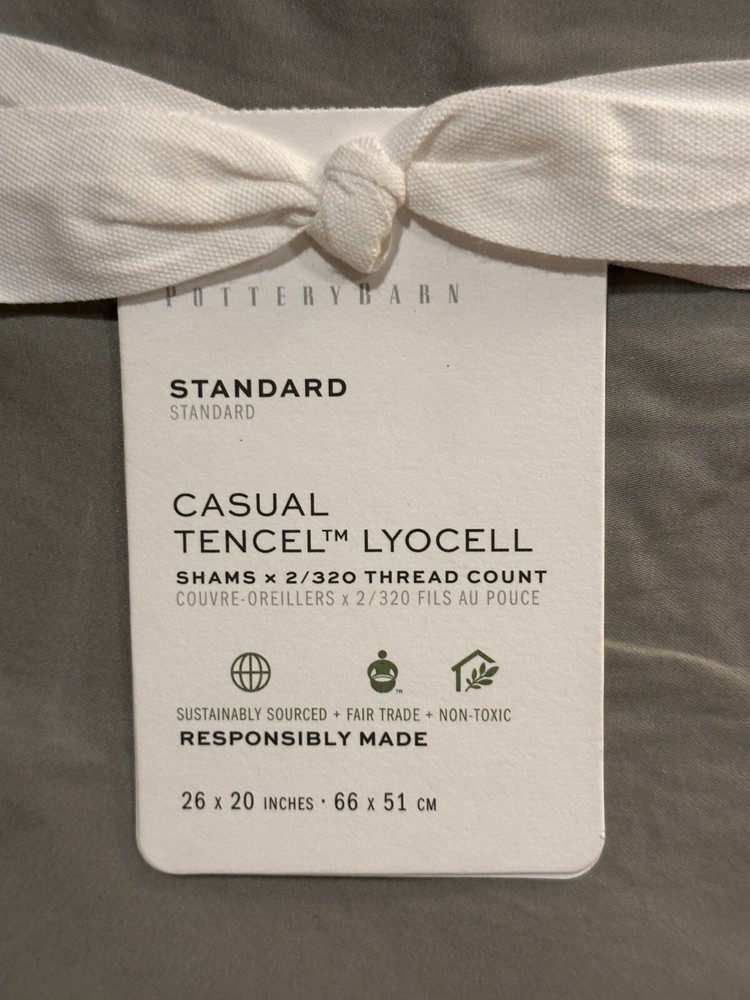 POTTERYBARN
STANDARD
STANDARD
CASUAL
TENCEL™ LYOCELL
SHAMS x 2/320 THREAD COUNT
COUVRE-OREILLERS x 2/320 FILS AU POUCE
TM
SUSTAINABLY SOURCED + FAIR TRADE + NON-TOXIC
RESPONSIBLY MADE
26 x 20 INCHES · 66 x 51 CM